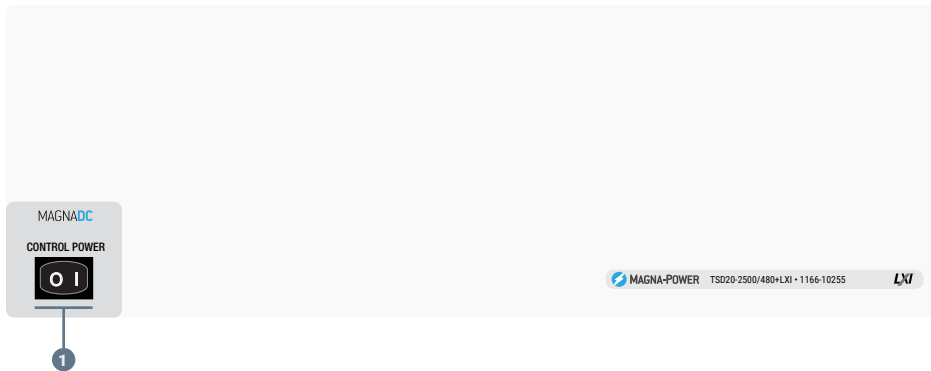 MAGNADC
CONTROL POWER
O I
MAGNA-POWER TSD20-2500/480+LXI • 1166-10255 LXI
1